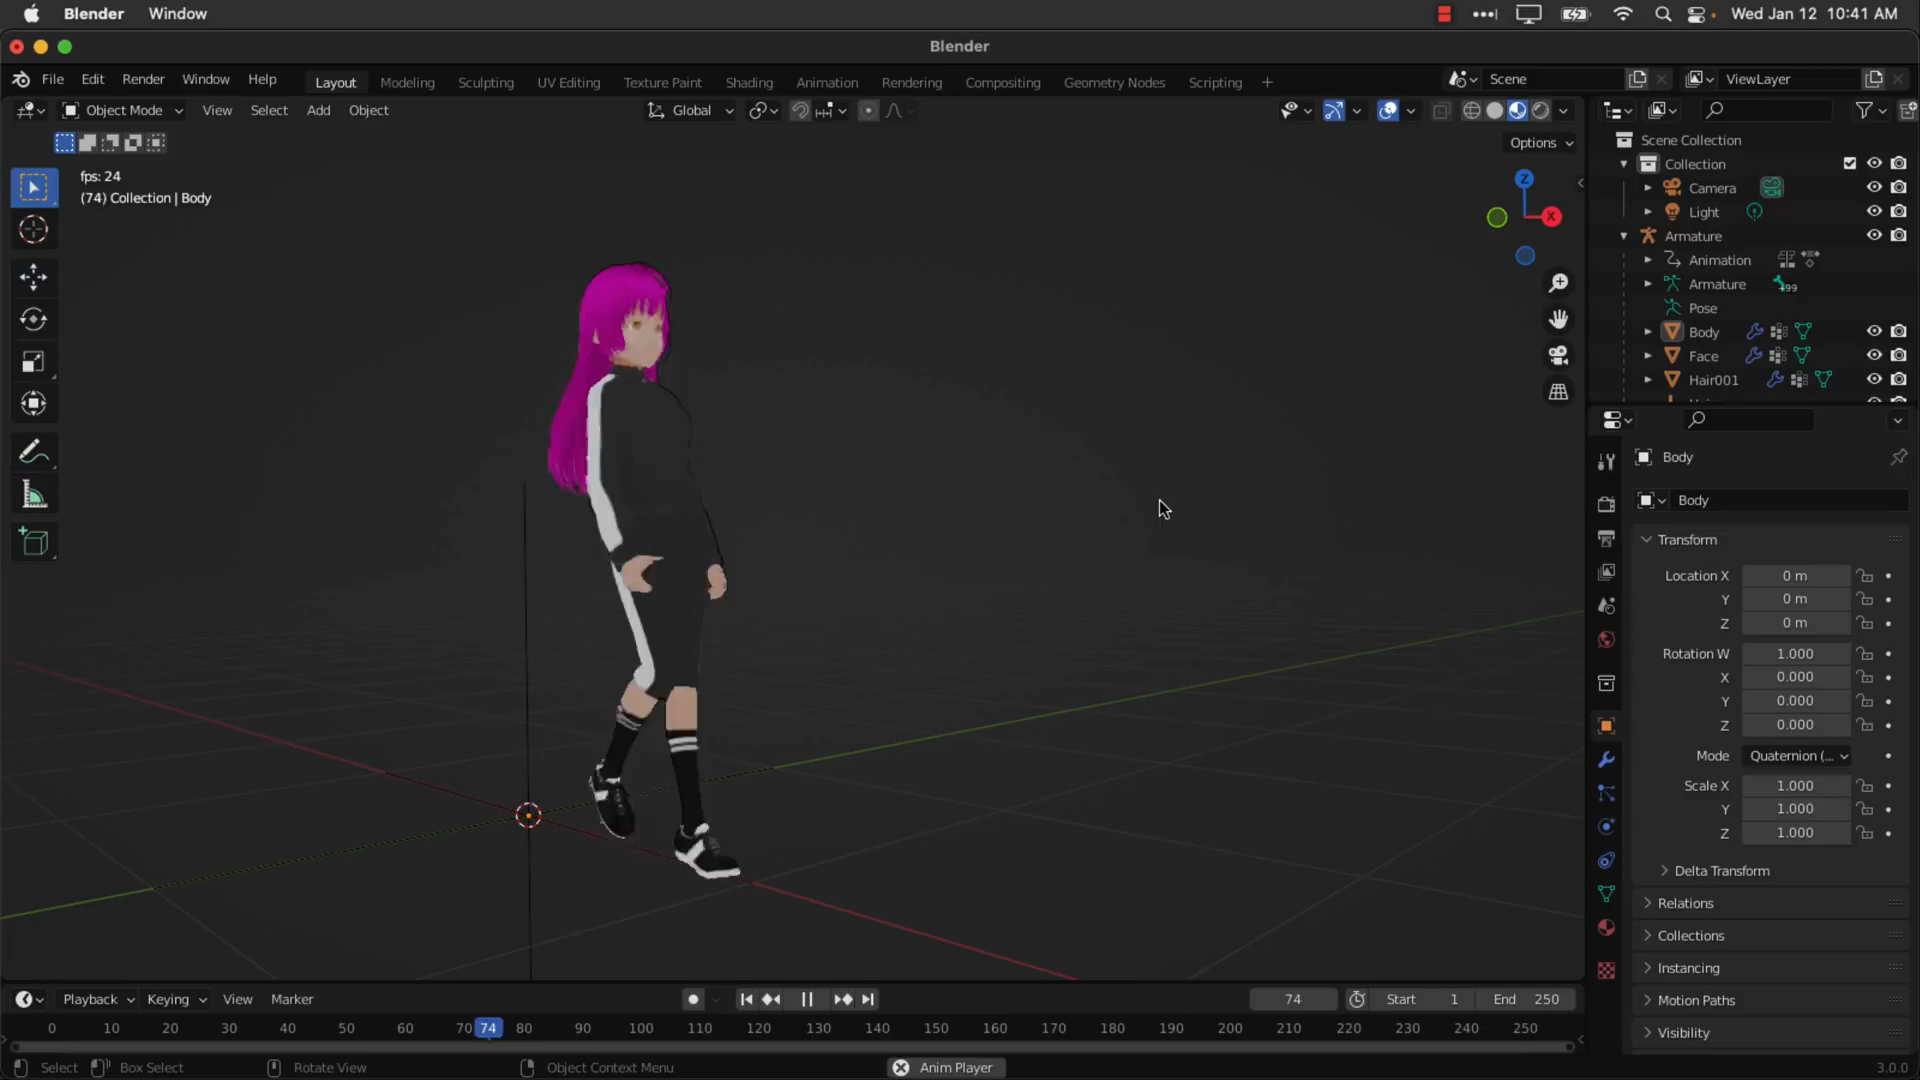 Blender Window
Wed Jan 12 10:41 AM
Blender
File Edit Render Window Help
Layout Modeling Sculpting UV Editing Texture Paint Shading Animation Rendering Compositing Geometry Nodes Scripting +
Scene
ViewLayer
Object Mode View Select Add Object
Global
Options
fps: 24
(74) Collection | Body
Z
X
Scene Collection
Collection
Camera
Light
Armature
Animation
Armature
Pose
Body
Face
Hair001
Body
Body
Transform
Location X 0 m
Y 0 m
Z 0 m
Rotation W 1.000
X 0.000
Y 0.000
Z 0.000
Mode Quaternion (...
Scale X 1.000
Y 1.000
Z 1.000
Delta Transform
Relations
Collections
Instancing
Motion Paths
Visibility
Playback Keying View Marker
74 Start 1 End 250
0 10 20 30 40 50 60 70 74 80 90 100 110 120 130 140 150 160 170 180 190 200 210 220 230 240 250
Select Box Select Rotate View Object Context Menu Anim Player 3.0.0